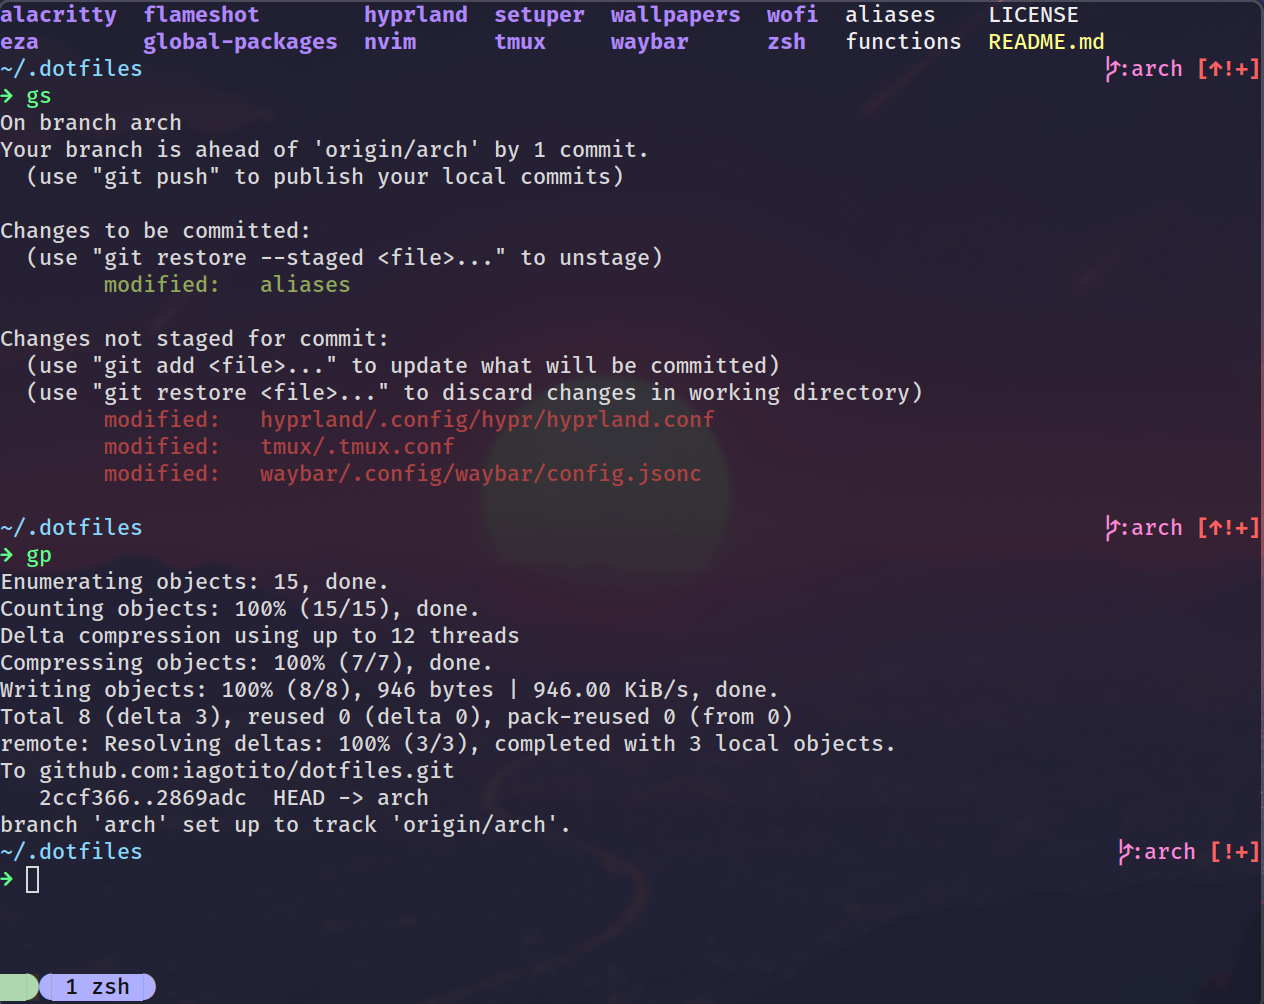 alacritty  flameshot        hyprland  setuper  wallpapers  wofi  aliases    LICENSE
eza        global-packages  nvim      tmux     waybar      zsh   functions  README.md
~/.dotfiles :arch [↑!+]
➜ gs
On branch arch
Your branch is ahead of 'origin/arch' by 1 commit.
  (use "git push" to publish your local commits)

Changes to be committed:
  (use "git restore --staged <file>..." to unstage)
        modified:   aliases

Changes not staged for commit:
  (use "git add <file>..." to update what will be committed)
  (use "git restore <file>..." to discard changes in working directory)
        modified:   hyprland/.config/hypr/hyprland.conf
        modified:   tmux/.tmux.conf
        modified:   waybar/.config/waybar/config.jsonc

~/.dotfiles :arch [↑!+]
➜ gp
Enumerating objects: 15, done.
Counting objects: 100% (15/15), done.
Delta compression using up to 12 threads
Compressing objects: 100% (7/7), done.
Writing objects: 100% (8/8), 946 bytes | 946.00 KiB/s, done.
Total 8 (delta 3), reused 0 (delta 0), pack-reused 0 (from 0)
remote: Resolving deltas: 100% (3/3), completed with 3 local objects.
To github.com:iagotito/dotfiles.git
   2ccf366..2869adc  HEAD -> arch
branch 'arch' set up to track 'origin/arch'.
~/.dotfiles :arch [!+]
➜
1 zsh